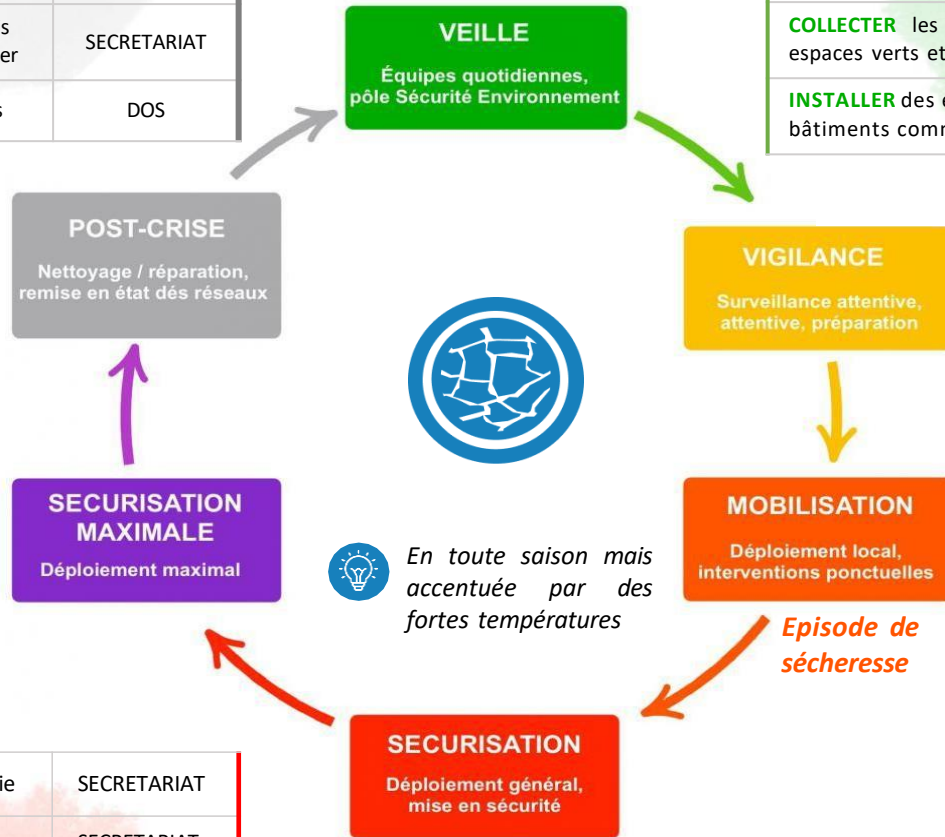 s
er
SECRETARIAT
s
DOS
COLLECTER les
espaces verts et
INSTALLER des é
bâtiments comm
VEILLE
Équipes quotidiennes,
pôle Sécurité Environnement
POST-CRISE
Nettoyage / réparation,
remise en état dés réseaux
VIGILANCE
Surveillance attentive,
attentive, préparation
SECURISATION
MAXIMALE
Déploiement maximal
En toute saison mais
accentuée par des
fortes températures
MOBILISATION
Déploiement local,
interventions ponctuelles
Episode de
sécheresse
SECURISATION
Déploiement général,
mise en sécurité
ie
SECRETARIAT
SECRETARIAT